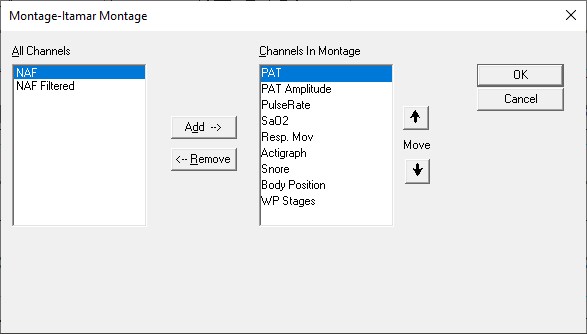 Montage-Itamar Montage
All Channels
NAF
NAF Filtered
Add -->
<-- Remove
Channels In Montage
PAT
PAT Amplitude
PulseRate
SaO2
Resp. Mov
Actigraph
Snore
Body Position
WP Stages
Move
OK
Cancel